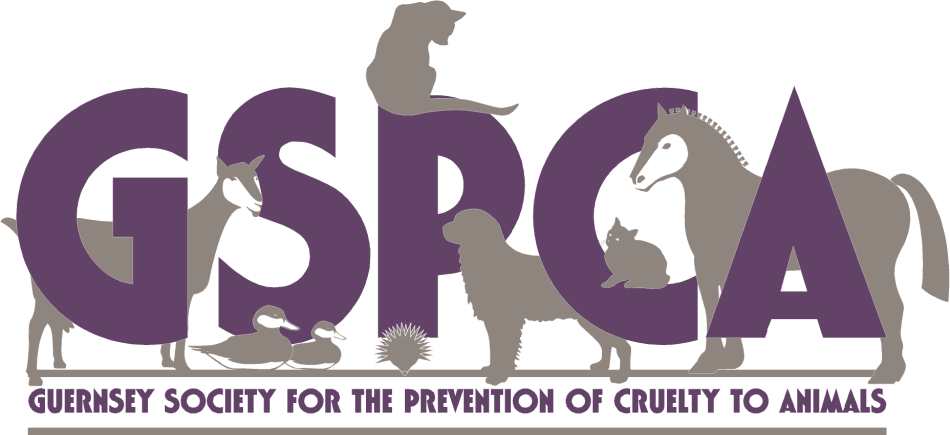 GSPCA
GUERNSEY SOCIETY FOR THE PREVENTION OF CRUELTY TO ANIMALS